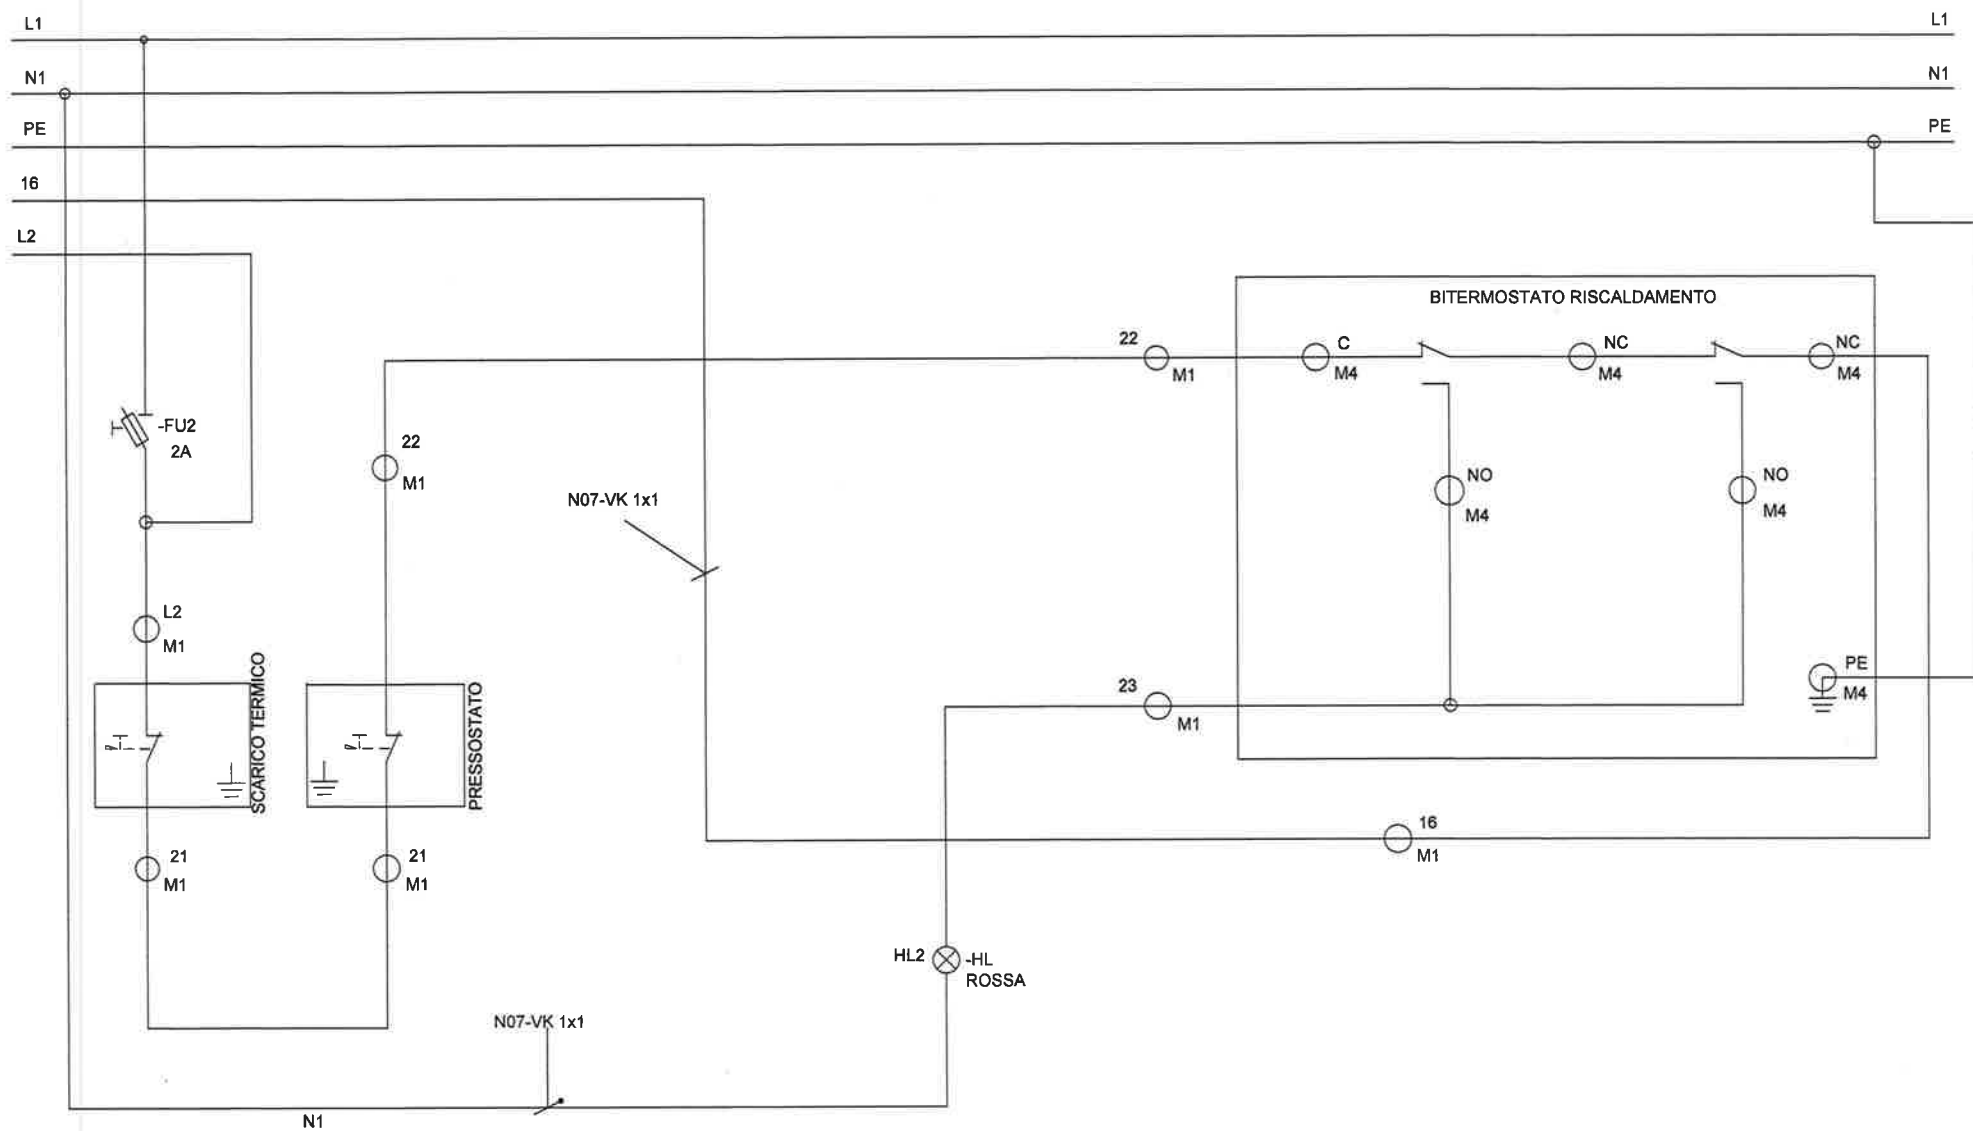 L1
L1
N1
N1
PE
PE
16
L2
BITERMOSTATO RISCALDAMENTO
22
M1
C
M4
NC
M4
NC
M4
-FU2
2A
22
M1
N07-VK 1x1
NO
M4
NO
M4
L2
M1
SCARICO TERMICO
PRESSOSTATO
23
M1
PE
M4
21
M1
21
M1
16
M1
HL2
-HL
ROSSA
N07-VK 1x1
N1